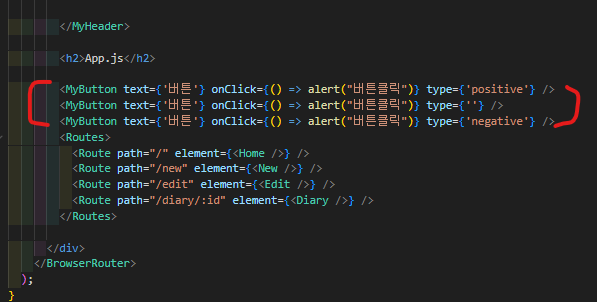 </MyHeader>
<h2>App.js</h2>
<MyButton text={'버튼'} onClick={() => alert("버튼클릭")} type={'positive'} />
<MyButton text={'버튼'} onClick={() => alert("버튼클릭")} type={''} />
<MyButton text={'버튼'} onClick={() => alert("버튼클릭")} type={'negative'} />
<Routes>
<Route path="/" element={<Home />} />
<Route path="/new" element={<New />} />
<Route path="/edit" element={<Edit />} />
<Route path="/diary/:id" element={<Diary />} />
</Routes>
</div>
</BrowserRouter>
);
}